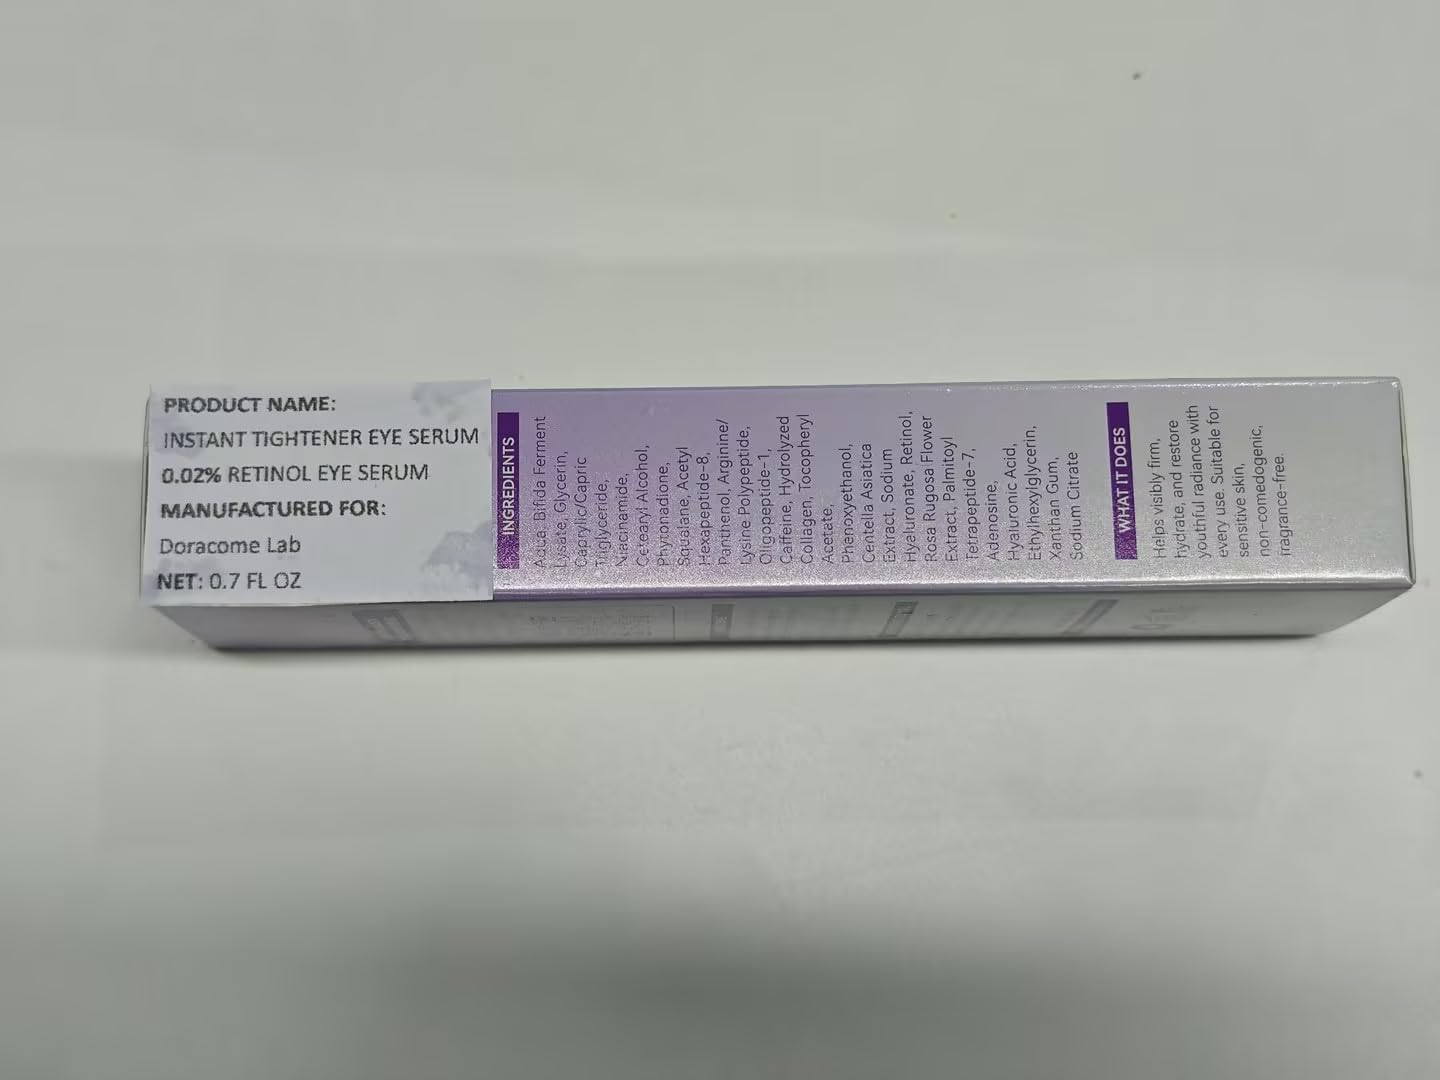 PRODUCT NAME:
INSTANT TIGHTENER EYE SERUM
0.02% RETINOL EYE SERUM
MANUFACTURED FOR:
Doracome Lab
NET: 0.7 FL OZ
INGREDIENTS
Aqua, Bifida Ferment
Lysate, Glycerin,
Caprylic/Capric
Triglyceride,
Niacinamide,
Cetearyl Alcohol,
Phytonadione,
Squalane, Acetyl
Hexapeptide-8,
Panthenol, Arginine/
Lysine Polypeptide,
Oligopeptide-1,
Caffeine, Hydrolyzed
Collagen, Tocopheryl
Acetate,
Phenoxyethanol,
Centella Asiatica
Extract, Sodium
Hyaluronate, Retinol,
Rosa Rugosa Flower
Extract, Palmitoyl
Tetrapeptide-7,
Adenosine,
Hyaluronic Acid,
Ethylhexylglycerin,
Xanthan Gum,
Sodium Citrate
WHAT IT DOES
Helps visibly firm,
hydrate, and restore
youthful radiance with
every use. Suitable for
sensitive skin,
non-comedogenic,
fragrance-free.